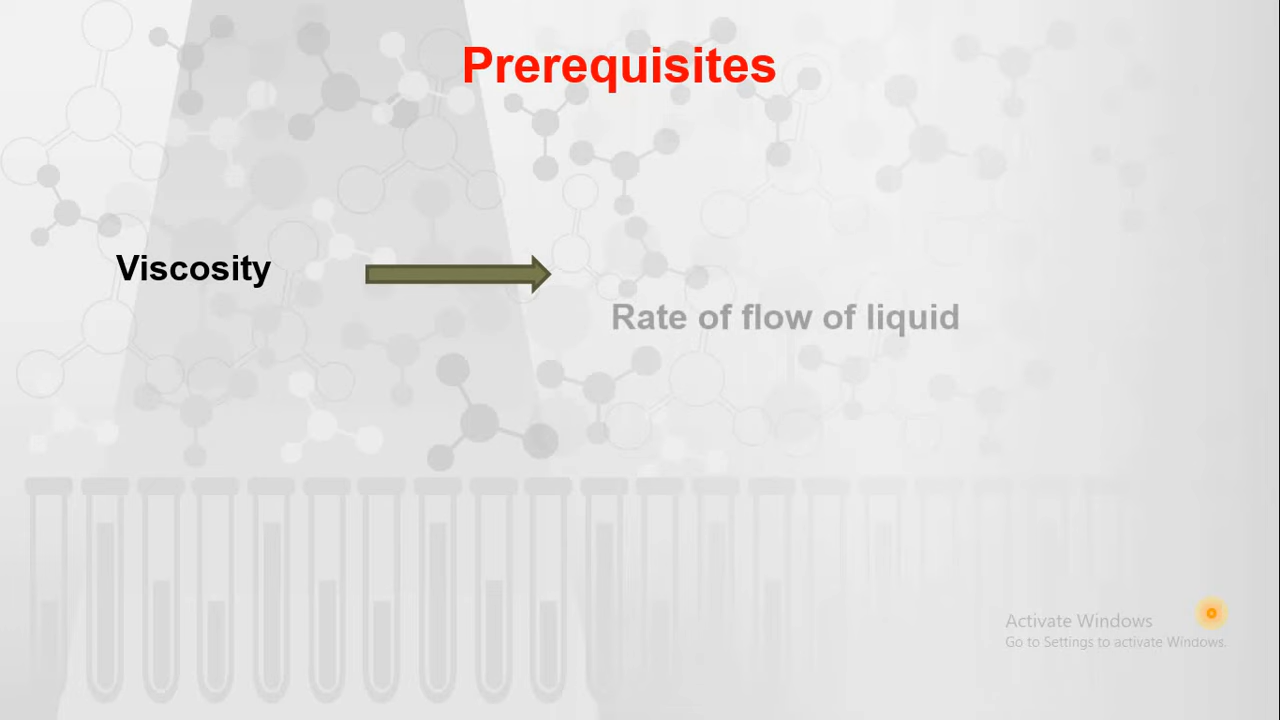 Prerequisites
Viscosity
Rate of flow of liquid
Activate Windows
Go to Settings to activate Windows.